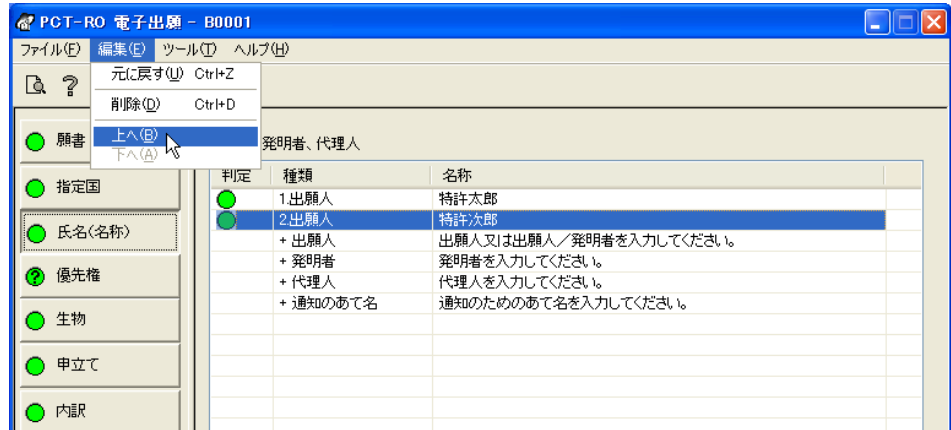 PCT-RO 電子出願 - B0001
ファイル(F) 編集(E) ツール(T) ヘルプ(H)
元に戻す(U) Ctrl+Z
削除(D) Ctrl+D
上へ(B)
下へ(A)
願書
発明者、代理人
指定国
氏名(名称)
優先権
生物
申立て
内訳
判定 種類 名称
1.出願人 特許太郎
2.出願人 特許次郎
+ 出願人 出願人又は出願人／発明者を入力してください。
+ 発明者 発明者を入力してください。
+ 代理人 代理人を入力してください。
+ 通知のあて名 通知のためのあて名を入力してください。